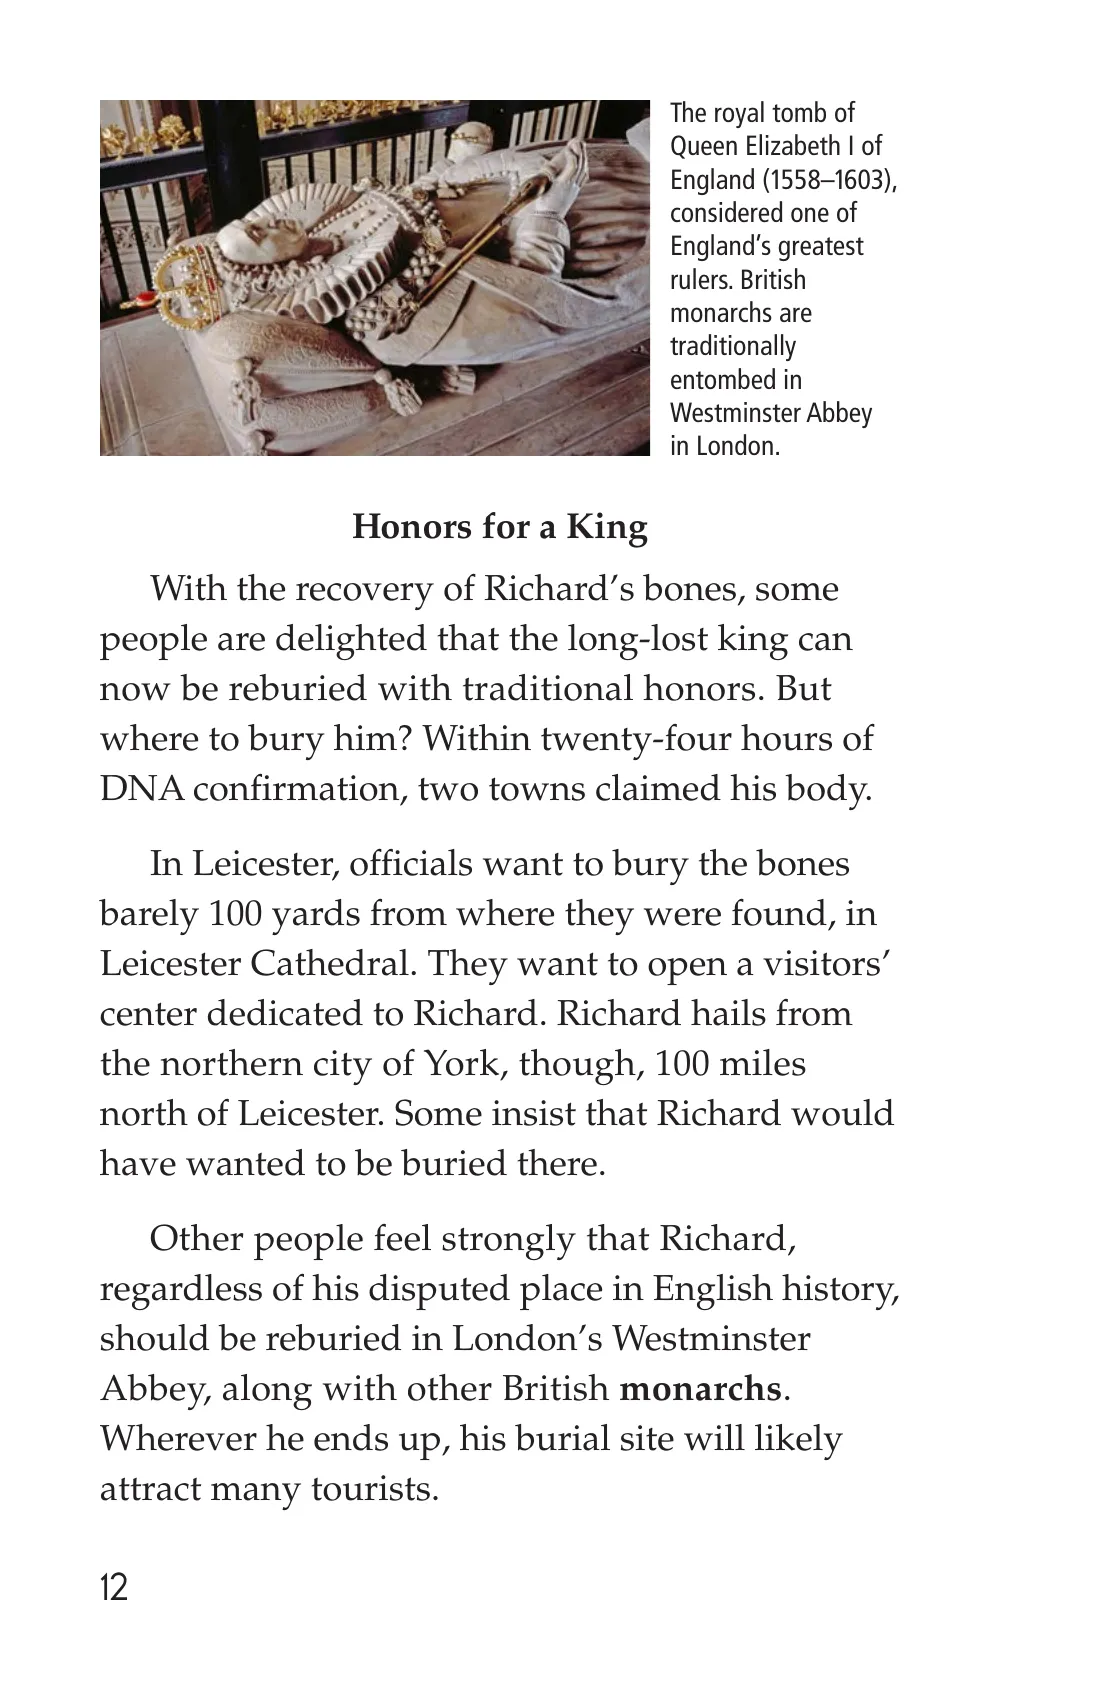 The royal tomb of
Queen Elizabeth I of
England (1558–1603),
considered one of
England’s greatest
rulers. British
monarchs are
traditionally
entombed in
Westminster Abbey
in London.
Honors for a King
With the recovery of Richard’s bones, some
people are delighted that the long-lost king can
now be reburied with traditional honors. But
where to bury him? Within twenty-four hours of
DNA confirmation, two towns claimed his body.
In Leicester, officials want to bury the bones
barely 100 yards from where they were found, in
Leicester Cathedral. They want to open a visitors’
center dedicated to Richard. Richard hails from
the northern city of York, though, 100 miles
north of Leicester. Some insist that Richard would
have wanted to be buried there.
Other people feel strongly that Richard,
regardless of his disputed place in English history,
should be reburied in London’s Westminster
Abbey, along with other British monarchs.
Wherever he ends up, his burial site will likely
attract many tourists.
12